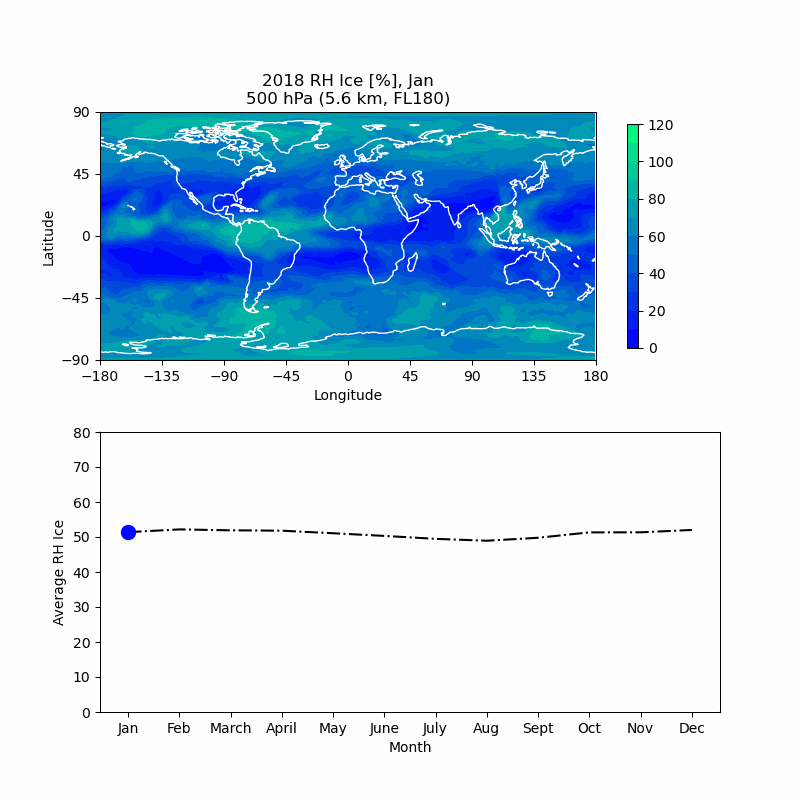 2018 RH Ice [%], Jan
500 hPa (5.6 km, FL180)
90
45
0
−45
−90
Latitude
−180 −135 −90 −45 0 45 90 135 180
Longitude
120
100
80
60
40
20
0
80
70
60
50
40
30
20
10
0
Average RH Ice
Jan Feb March April May June July Aug Sept Oct Nov Dec
Month